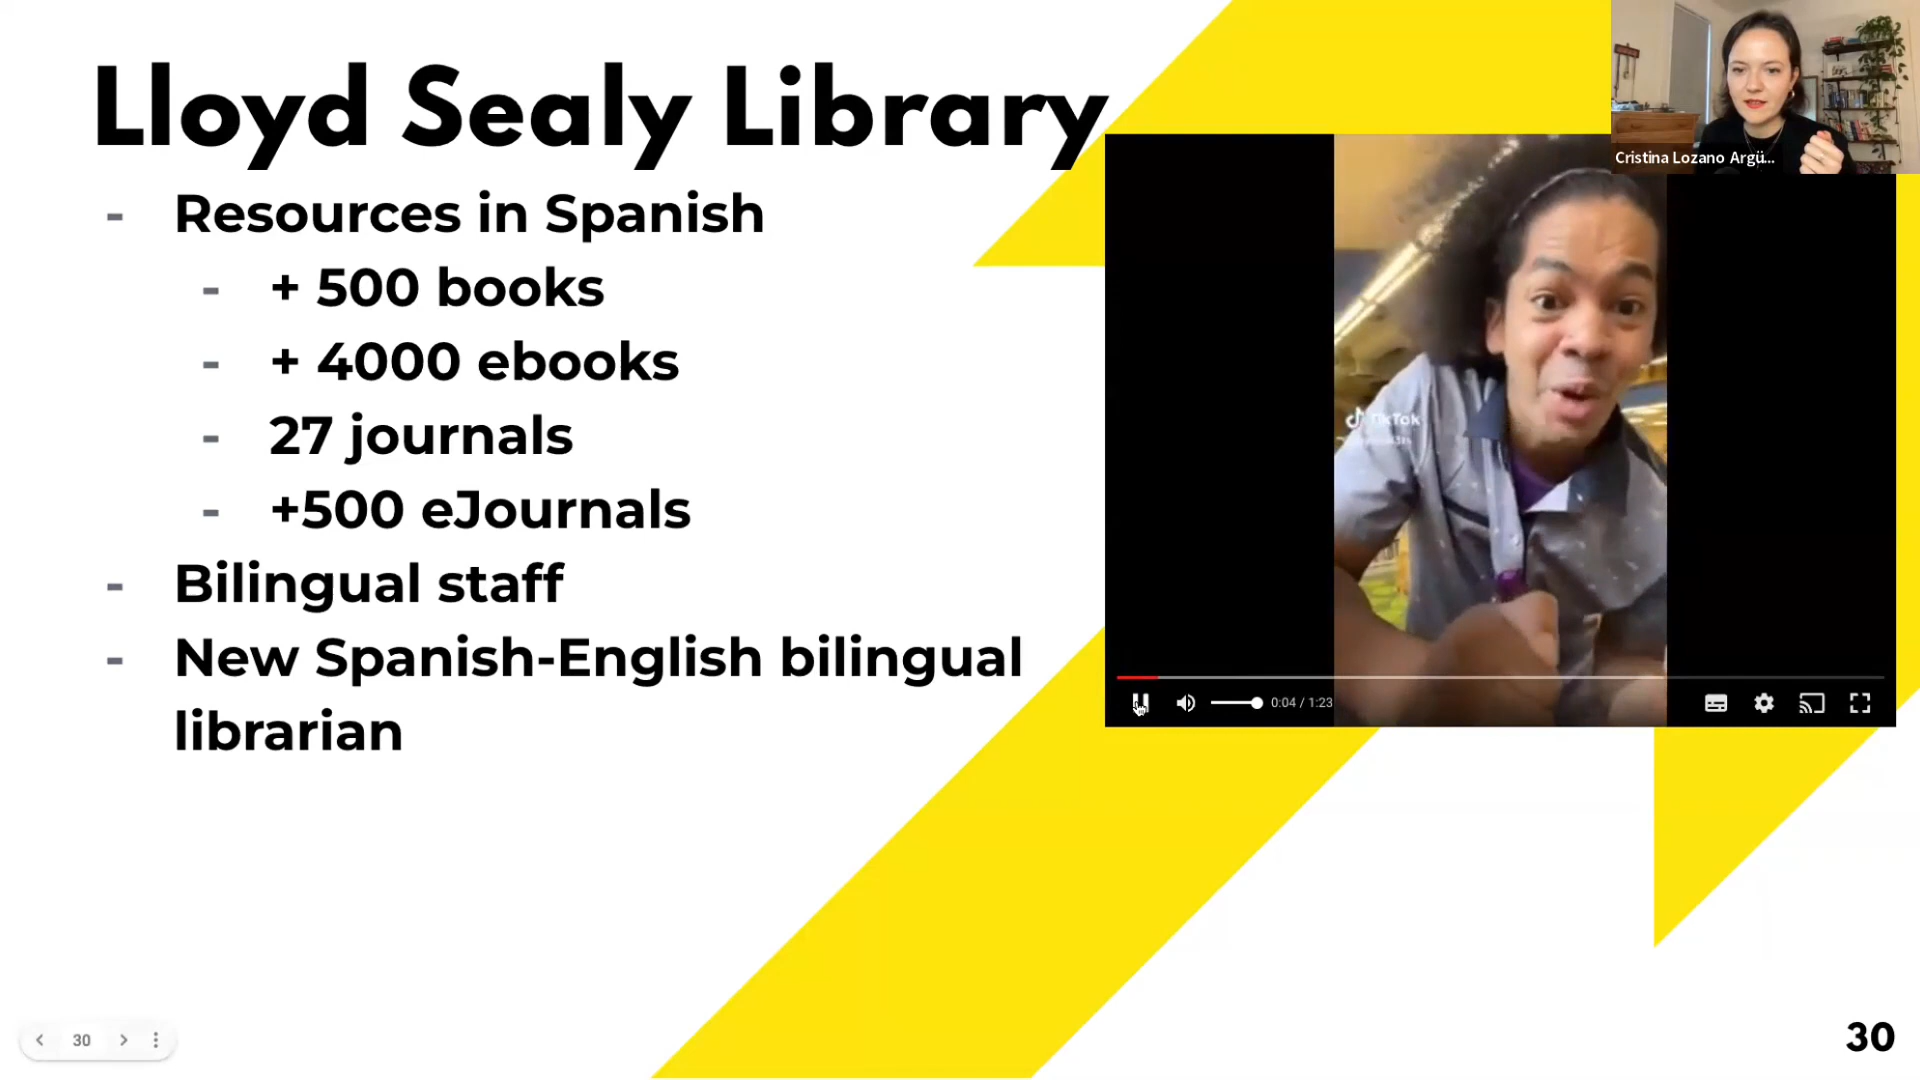 Lloyd Sealy Library
Cristina Lozano Argü...
- Resources in Spanish
- + 500 books
- + 4000 ebooks
- 27 journals
- +500 eJournals
- Bilingual staff
- New Spanish-English bilingual
librarian
TikTok
0:04 / 1:23
30
30